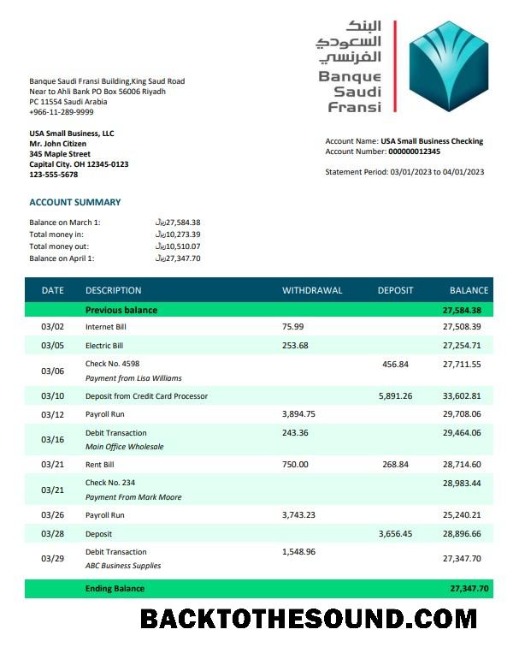 البنك
السعودي
الفرنسي
Banque
Saudi
Fransi
Banque Saudi Fransi Building,King Saud Road
Near to Ahli Bank PO Box 56006 Riyadh
PC 11554 Saudi Arabia
+966-11-289-9999
USA Small Business, LLC
Mr. John Citizen
345 Maple Street
Capital City. OH 12345-0123
123-555-5678
Account Name: USA Small Business Checking
Account Number: 000000012345
Statement Period: 03/01/2023 to 04/01/2023
ACCOUNT SUMMARY
Balance on March 1: ﷼27,584.38
Total money in: ﷼10,273.39
Total money out: ﷼10,510.07
Balance on April 1: ﷼27,347.70
DATE DESCRIPTION WITHDRAWAL DEPOSIT BALANCE
Previous balance 27,584.38
03/02 Internet Bill 75.99 27,508.39
03/05 Electric Bill 253.68 27,254.71
03/06 Check No. 4598 456.84 27,711.55
Payment from Lisa Williams
03/10 Deposit from Credit Card Processor 5,891.26 33,602.81
03/12 Payroll Run 3,894.75 29,708.06
03/16 Debit Transaction 243.36 29,464.06
Main Office Wholesale
03/21 Rent Bill 750.00 268.84 28,714.60
03/21 Check No. 234 28,983.44
Payment From Mark Moore
03/26 Payroll Run 3,743.23 25,240.21
03/28 Deposit 3,656.45 28,896.66
03/29 Debit Transaction 1,548.96 27,347.70
ABC Business Supplies
Ending Balance 27,347.70
BACKTOTHESOUND.COM